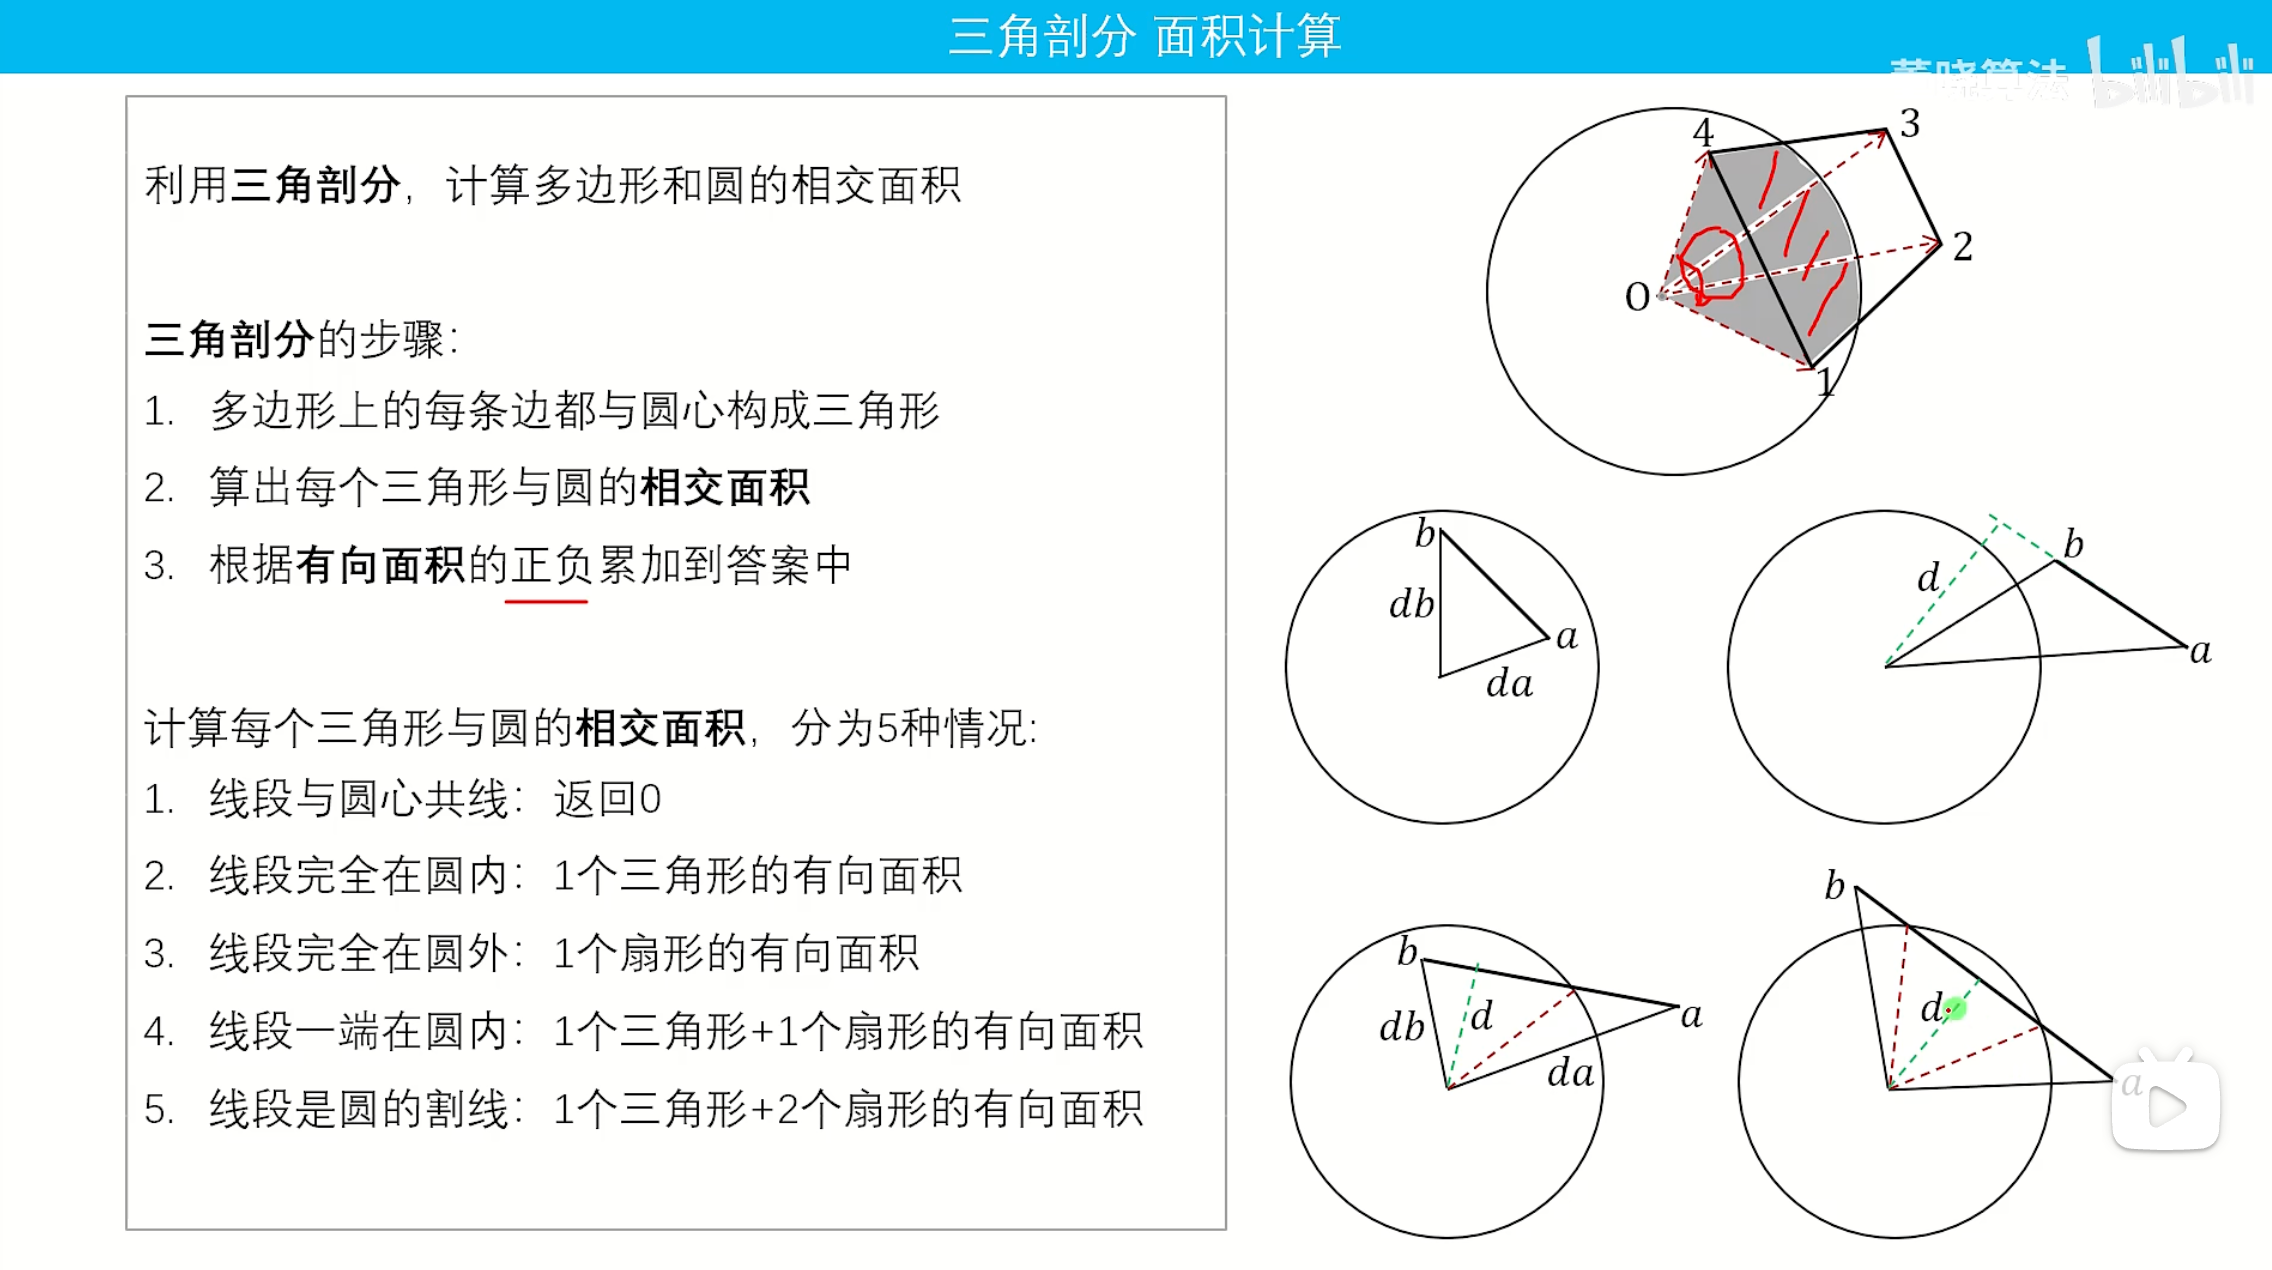 三角剖分 面积计算
董晓算法 bilibili
利用三角剖分，计算多边形和圆的相交面积
三角剖分的步骤：
1. 多边形上的每条边都与圆心构成三角形
2. 算出每个三角形与圆的相交面积
3. 根据有向面积的正负累加到答案中
计算每个三角形与圆的相交面积，分为5种情况:
1. 线段与圆心共线：返回0
2. 线段完全在圆内：1个三角形的有向面积
3. 线段完全在圆外：1个扇形的有向面积
4. 线段一端在圆内：1个三角形+1个扇形的有向面积
5. 线段是圆的割线：1个三角形+2个扇形的有向面积
4
3
2
O
1
b
db
a
da
b
d
a
b
db
d
a
da
b
d
a